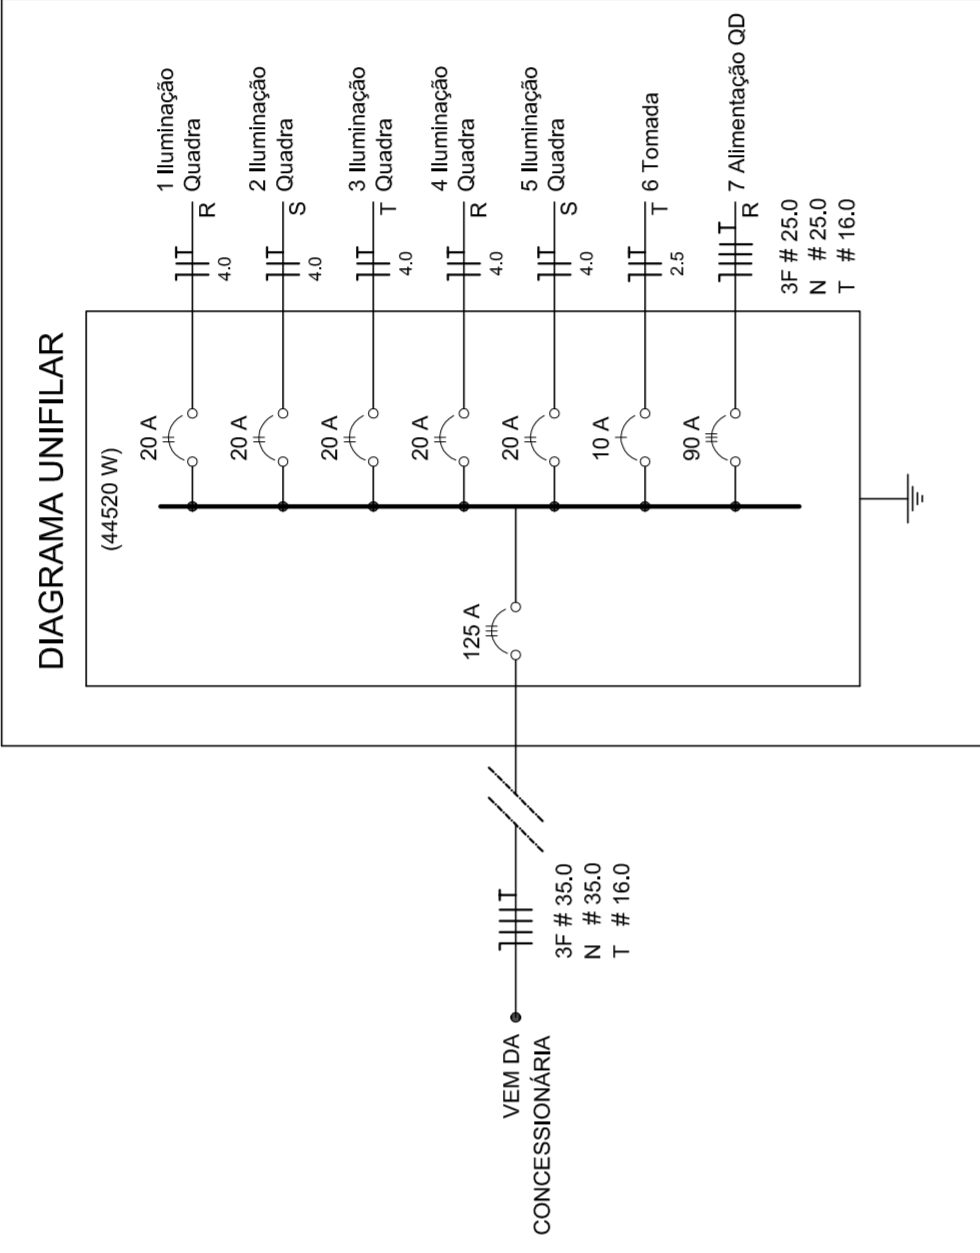 DIAGRAMA UNIFILAR
(44520 W)
20 A
4.0
R
1 Iluminação
Quadra
20 A
4.0
S
2 Iluminação
Quadra
20 A
4.0
T
3 Iluminação
Quadra
20 A
4.0
R
4 Iluminação
Quadra
20 A
4.0
S
5 Iluminação
Quadra
10 A
2.5
T
6 Tomada
90 A
R
7 Alimentação QD
3F # 25.0
N # 25.0
T # 16.0
125 A
3F # 35.0
N # 35.0
T # 16.0
VEM DA
CONCESSIONÁRIA